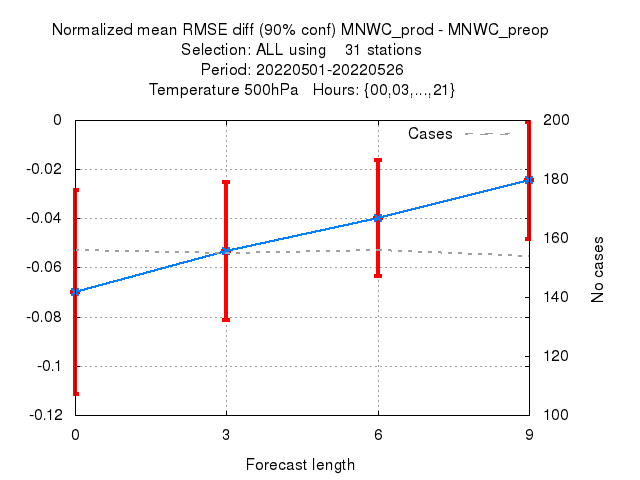 Normalized mean RMSE diff (90% conf) MNWC_prod - MNWC_preop
Selection: ALL using    31 stations
Period: 20220501-20220526
Temperature 500hPa   Hours: {00,03,...,21}
Cases
0
-0.02
-0.04
-0.06
-0.08
-0.1
-0.12
200
180
160
140
120
100
No cases
0 3 6 9
Forecast length